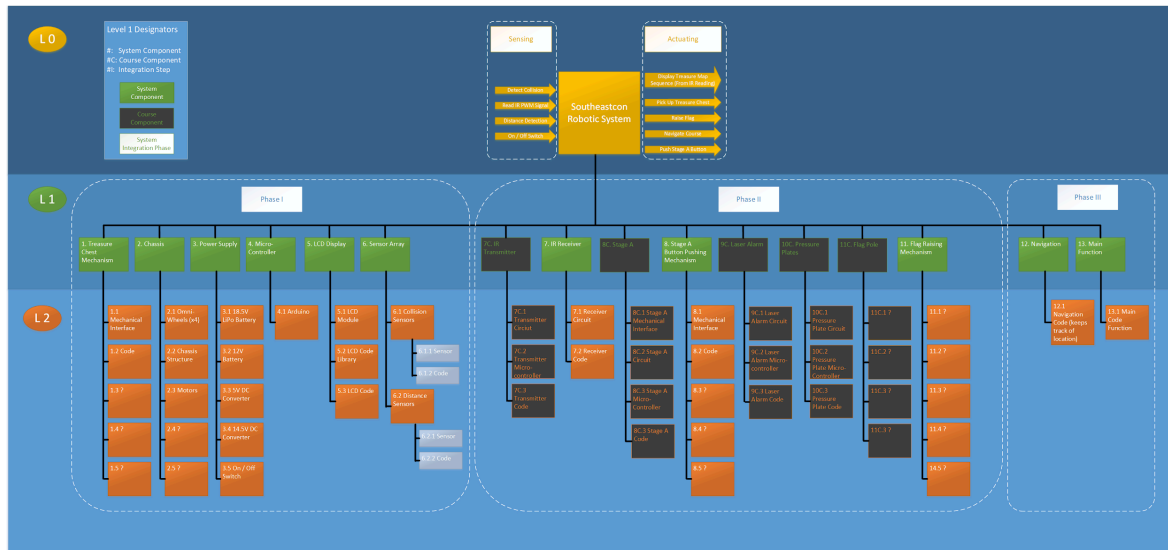 L 0
Level 1 Designators
#: System Component
#C: Course Component
#I: Integration Step
System
Component
Course
Component
System
Integration Phase
Sensing
Detect Collision
Read IR PWM Signal
Distance Detection
On / Off Switch
Southeastcon
Robotic System
Actuating
Display Treasure Map
Sequence (From IR Reading)
Pick Up Treasure Chest
Raise Flag
Navigate Course
Push Stage A Button
L 1
Phase I
Phase II
Phase III
1. Treasure
Chest
Mechanism
2. Chassis
3. Power Supply
4. Micro-
Controller
5. LCD Display
6. Sensor Array
7C. IR
Transmitter
7. IR Receiver
8C. Stage A
8. Stage A
Button Pushing
Mechanism
9C. Laser Alarm
10C. Pressure
Plates
11C. Flag Pole
11. Flag Raising
Mechanism
12. Navigation
13. Main
Function
L 2
1.1
Mechanical
Interface
1.2 Code
1.3 ?
1.4 ?
1.5 ?
2.1 Omni-
Wheels (x4)
2.2 Chassis
Structure
2.3 Motors
2.4 ?
2.5 ?
3.1 18.5V
LiPo Battery
3.2 12V
Battery
3.3 5V DC
Converter
3.4 14.5V DC
Converter
3.5 On / Off
Switch
4.1 Arduino
5.1 LCD
Module
5.2 LCD Code
Library
5.3 LCD Code
6.1 Collision
Sensors
6.1.1 Sensor
6.1.2 Code
6.2 Distance
Sensors
6.2.1 Sensor
6.2.2 Code
7C.1
Transmitter
Circiut
7C.2
Transmitter
Micro-
controller
7C.3
Transmitter
Code
7.1 Receiver
Circuit
7.2 Receiver
Code
8C.1 Stage A
Mechanical
Interface
8C.2 Stage A
Circuit
8C.3 Stage A
Micro-
Controller
8C.3 Stage A
Code
8.1
Mechanical
Interface
8.2 Code
8.3 ?
8.4 ?
8.5 ?
9C.1 Laser
Alarm Circuit
9C.2 Laser
Alarm Micro-
controller
9C.3 Laser
Alarm Code
10C.1
Pressure
Plate Circuit
10C.2
Pressure
Plate Micro-
Controller
10C.3
Pressure
Plate Code
11C.1 ?
11C.2 ?
11C.3 ?
11C.3 ?
11.1 ?
11.2 ?
11.3 ?
11.4 ?
14.5 ?
12.1
Navigation
Code (keeps
track of
location)
13.1 Main
Code
Function